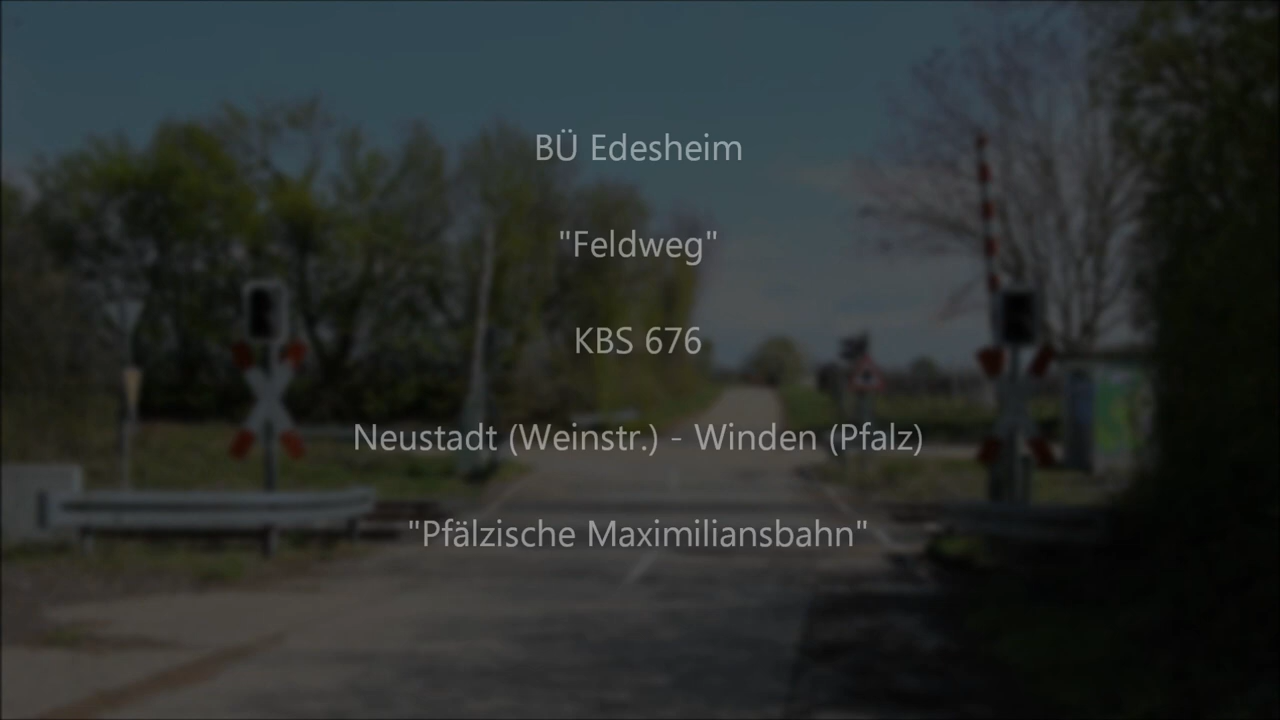 BÜ Edesheim
"Feldweg"
KBS 676
Neustadt (Weinstr.) - Winden (Pfalz)
"Pfälzische Maximiliansbahn"